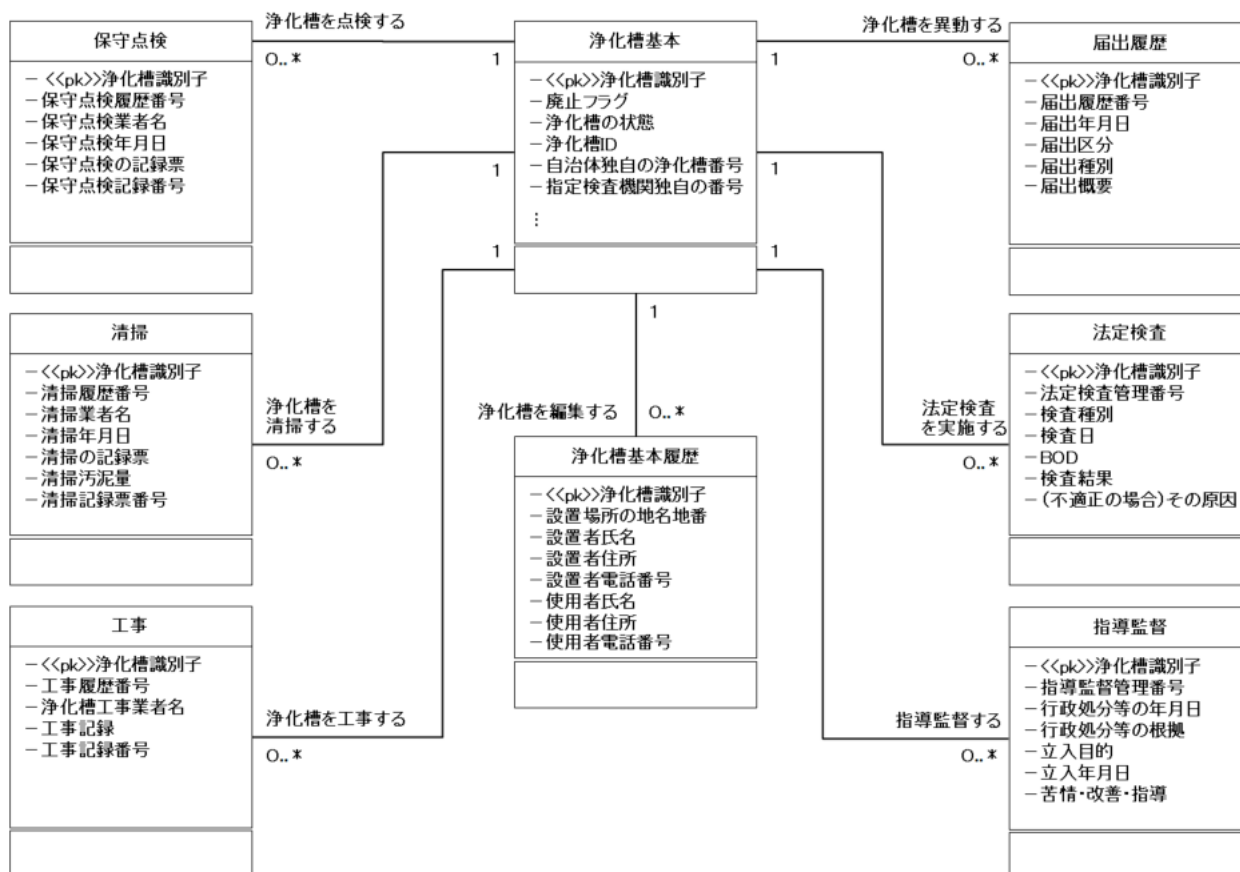 保守点検
－<<pk>>浄化槽識別子
－保守点検履歴番号
－保守点検業者名
－保守点検年月日
－保守点検の記録票
－保守点検記録番号
浄化槽を点検する
0..*
1
浄化槽基本
－<<pk>>浄化槽識別子
－廃止フラグ
－浄化槽の状態
－浄化槽ID
－自治体独自の浄化槽番号
－指定検査機関独自の番号
⋮
浄化槽を異動する
1
0..*
届出履歴
－<<pk>>浄化槽識別子
－届出履歴番号
－届出年月日
－届出区分
－届出種別
－届出概要
清掃
－<<pk>>浄化槽識別子
－清掃履歴番号
－清掃業者名
－清掃年月日
－清掃の記録票
－清掃汚泥量
－清掃記録票番号
1
浄化槽を
清掃する
0..*
1
浄化槽を編集する
0..*
浄化槽基本履歴
－<<pk>>浄化槽識別子
－設置場所の地名地番
－設置者氏名
－設置者住所
－設置者電話番号
－使用者氏名
－使用者住所
－使用者電話番号
1
法定検査
を実施する
0..*
法定検査
－<<pk>>浄化槽識別子
－法定検査管理番号
－検査種別
－検査日
－BOD
－検査結果
－(不適正の場合)その原因
工事
－<<pk>>浄化槽識別子
－工事履歴番号
－浄化槽工事業者名
－工事記録
－工事記録番号
1
浄化槽を工事する
0..*
1
指導監督する
0..*
指導監督
－<<pk>>浄化槽識別子
－指導監督管理番号
－行政処分等の年月日
－行政処分等の根拠
－立入目的
－立入年月日
－苦情・改善・指導